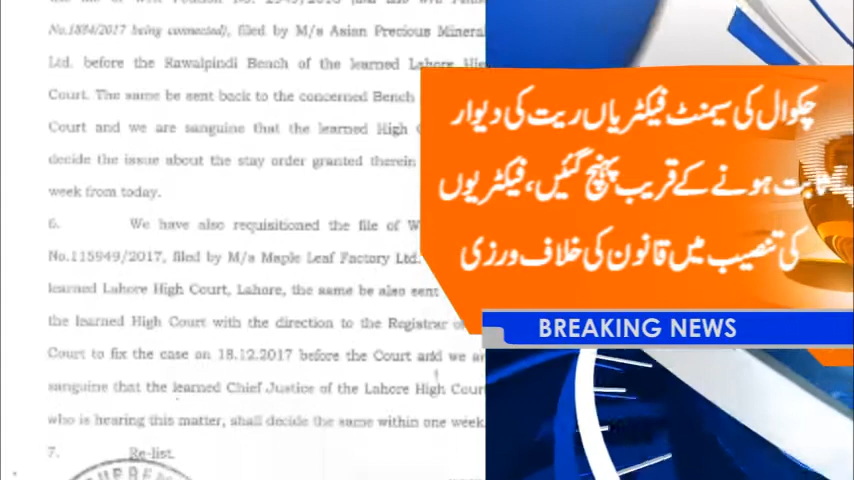 No.1884/2017 being connected), filed by M/s Asian Precious Mineral
Ltd. before the Rawalpindi Bench of the learned Lahore Hig
Court. The same be sent back to the concerned Bench
Court and we are sanguine that the learned High
decide the issue about the stay order granted therein
week from today.
6. We have also requisitioned the file of W
No.115949/2017, filed by M/s Maple Leaf Factory Ltd.
learned Lahore High Court, Lahore, the same be also sent
the learned High Court with the direction to the Registrar of
Court to fix the case on 18.12.2017 before the Court and we ar
sanguine that the learned Chief Justice of the Lahore High Court
who is hearing this matter, shall decide the same within one week
7. Re-list.
SUPREM
چکوال کی سیمنٹ فیکٹریاں ریت کی دیوار
ثابت ہونے کے قریب پہنچ گئیں، فیکٹریوں
کی تنصیب میں قانون کی خلاف ورزی
BREAKING NEWS